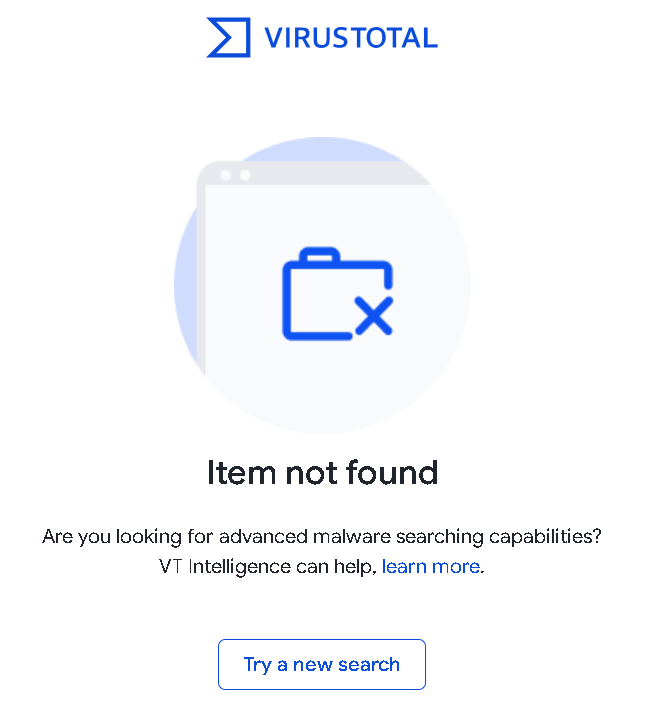 VIRUSTOTAL
Item not found
Are you looking for advanced malware searching capabilities?
VT Intelligence can help, learn more.
Try a new search